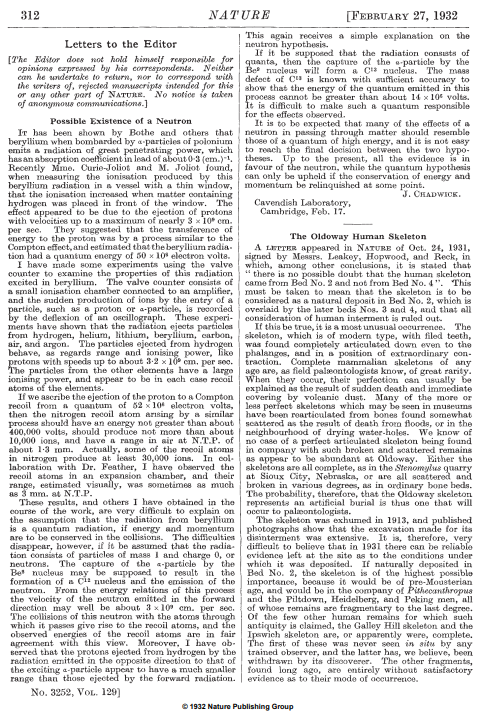 312
NATURE
[FEBRUARY 27, 1932
Letters to the Editor
[The Editor does not hold himself responsible for
opinions expressed by his correspondents. Neither
can he undertake to return, nor to correspond with
the writers of, rejected manuscripts intended for this
or any other part of NATURE. No notice is taken
of anonymous communications.]
Possible Existence of a Neutron
IT has been shown by Bothe and others that
beryllium when bombarded by α-particles of polonium
emits a radiation of great penetrating power, which
has an absorption coefficient in lead of about 0·3 (cm.)⁻¹.
Recently Mme. Curie-Joliot and M. Joliot found,
when measuring the ionisation produced by this
beryllium radiation in a vessel with a thin window,
that the ionisation increased when matter containing
hydrogen was placed in front of the window. The
effect appeared to be due to the ejection of protons
with velocities up to a maximum of nearly 3 × 10⁹ cm.
per sec. They suggested that the transference of
energy to the proton was by a process similar to the
Compton effect, and estimated that the beryllium radia-
tion had a quantum energy of 50 × 10⁶ electron volts.
I have made some experiments using the valve
counter to examine the properties of this radiation
excited in beryllium. The valve counter consists of
a small ionisation chamber connected to an amplifier,
and the sudden production of ions by the entry of a
particle, such as a proton or α-particle, is recorded
by the deflexion of an oscillograph. These experi-
ments have shown that the radiation ejects particles
from hydrogen, helium, lithium, beryllium, carbon,
air, and argon. The particles ejected from hydrogen
behave, as regards range and ionising power, like
protons with speeds up to about 3·2 × 10⁹ cm. per sec.
The particles from the other elements have a large
ionising power, and appear to be in each case recoil
atoms of the elements.
If we ascribe the ejection of the proton to a Compton
recoil from a quantum of 52 × 10⁶ electron volts,
then the nitrogen recoil atom arising by a similar
process should have an energy not greater than about
400,000 volts, should produce not more than about
10,000 ions, and have a range in air at N.T.P. of
about 1·3 mm. Actually, some of the recoil atoms
in nitrogen produce at least 30,000 ions. In col-
laboration with Dr. Feather, I have observed the
recoil atoms in an expansion chamber, and their
range, estimated visually, was sometimes as much
as 3 mm. at N.T.P.
These results, and others I have obtained in the
course of the work, are very difficult to explain on
the assumption that the radiation from beryllium
is a quantum radiation, if energy and momentum
are to be conserved in the collisions. The difficulties
disappear, however, if it be assumed that the radia-
tion consists of particles of mass 1 and charge 0, or
neutrons. The capture of the α-particle by the
Be⁹ nucleus may be supposed to result in the
formation of a C¹² nucleus and the emission of the
neutron. From the energy relations of this process
the velocity of the neutron emitted in the forward
direction may well be about 3 × 10⁹ cm. per sec.
The collisions of this neutron with the atoms through
which it passes give rise to the recoil atoms, and the
observed energies of the recoil atoms are in fair
agreement with this view. Moreover, I have ob-
served that the protons ejected from hydrogen by the
radiation emitted in the opposite direction to that of
the exciting α-particle appear to have a much smaller
range than those ejected by the forward radiation.
No. 3252, VOL. 129]
This again receives a simple explanation on the
neutron hypothesis.
If it be supposed that the radiation consists of
quanta, then the capture of the α-particle by the
Be⁹ nucleus will form a C¹³ nucleus. The mass
defect of C¹³ is known with sufficient accuracy to
show that the energy of the quantum emitted in this
process cannot be greater than about 14 × 10⁶ volts.
It is difficult to make such a quantum responsible
for the effects observed.
It is to be expected that many of the effects of a
neutron in passing through matter should resemble
those of a quantum of high energy, and it is not easy
to reach the final decision between the two hypo-
theses. Up to the present, all the evidence is in
favour of the neutron, while the quantum hypothesis
can only be upheld if the conservation of energy and
momentum be relinquished at some point.
J. CHADWICK.
Cavendish Laboratory,
Cambridge, Feb. 17.
The Oldoway Human Skeleton
A LETTER appeared in NATURE of Oct. 24, 1931,
signed by Messrs. Leakey, Hopwood, and Reck, in
which, among other conclusions, it is stated that
" there is no possible doubt that the human skeleton
came from Bed No. 2 and not from Bed No. 4 ". This
must be taken to mean that the skeleton is to be
considered as a natural deposit in Bed No. 2, which is
overlaid by the later beds Nos. 3 and 4, and that all
consideration of human interment is ruled out.
If this be true, it is a most unusual occurrence. The
skeleton, which is of modern type, with filed teeth,
was found completely articulated down even to the
phalanges, and in a position of extraordinary con-
traction. Complete mammalian skeletons of any
age are, as field palæontologists know, of great rarity.
When they occur, their perfection can usually be
explained as the result of sudden death and immediate
covering by volcanic dust. Many of the more or
less perfect skeletons which may be seen in museums
have been rearticulated from bones found somewhat
scattered as the result of death from floods, or in the
neighbourhood of drying water-holes. We know of
no case of a perfect articulated skeleton being found
in company with such broken and scattered remains
as appear to be abundant at Oldoway. Either the
skeletons are all complete, as in the Stenomylus quarry
at Sioux City, Nebraska, or are all scattered and
broken in various degrees, as in ordinary bone beds.
The probability, therefore, that the Oldoway skeleton
represents an artificial burial is thus one that will
occur to palæontologists.
The skeleton was exhumed in 1913, and published
photographs show that the excavation made for its
disinterment was extensive. It is, therefore, very
difficult to believe that in 1931 there can be reliable
evidence left at the site as to the conditions under
which it was deposited. If naturally deposited in
Bed No. 2, the skeleton is of the highest possible
importance, because it would be of pre-Mousterian
age, and would be in the company of Pithecanthropus
and the Piltdown, Heidelberg, and Peking men, all
of whose remains are fragmentary to the last degree.
Of the few other human remains for which such
antiquity is claimed, the Galley Hill skeleton and the
Ipswich skeleton are, or apparently were, complete.
The first of these was never seen in situ by any
trained observer, and the latter has, we believe, been
withdrawn by its discoverer. The other fragments,
found long ago, are entirely without satisfactory
evidence as to their mode of occurrence.
© 1932 Nature Publishing Group